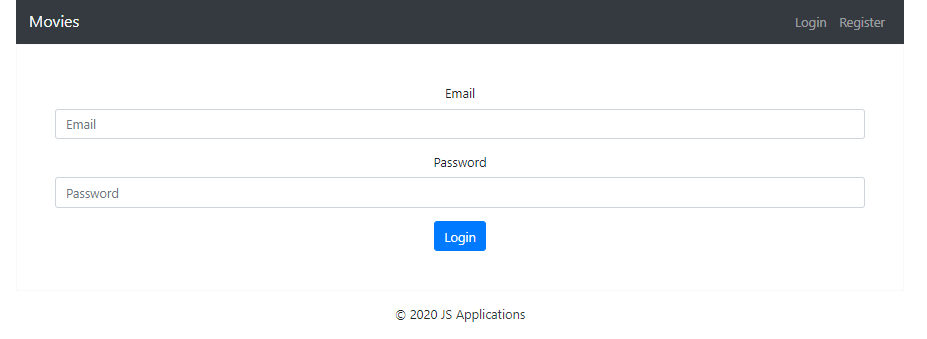 Movies Login Register
Email
Email
Password
Password
Login
© 2020 JS Applications